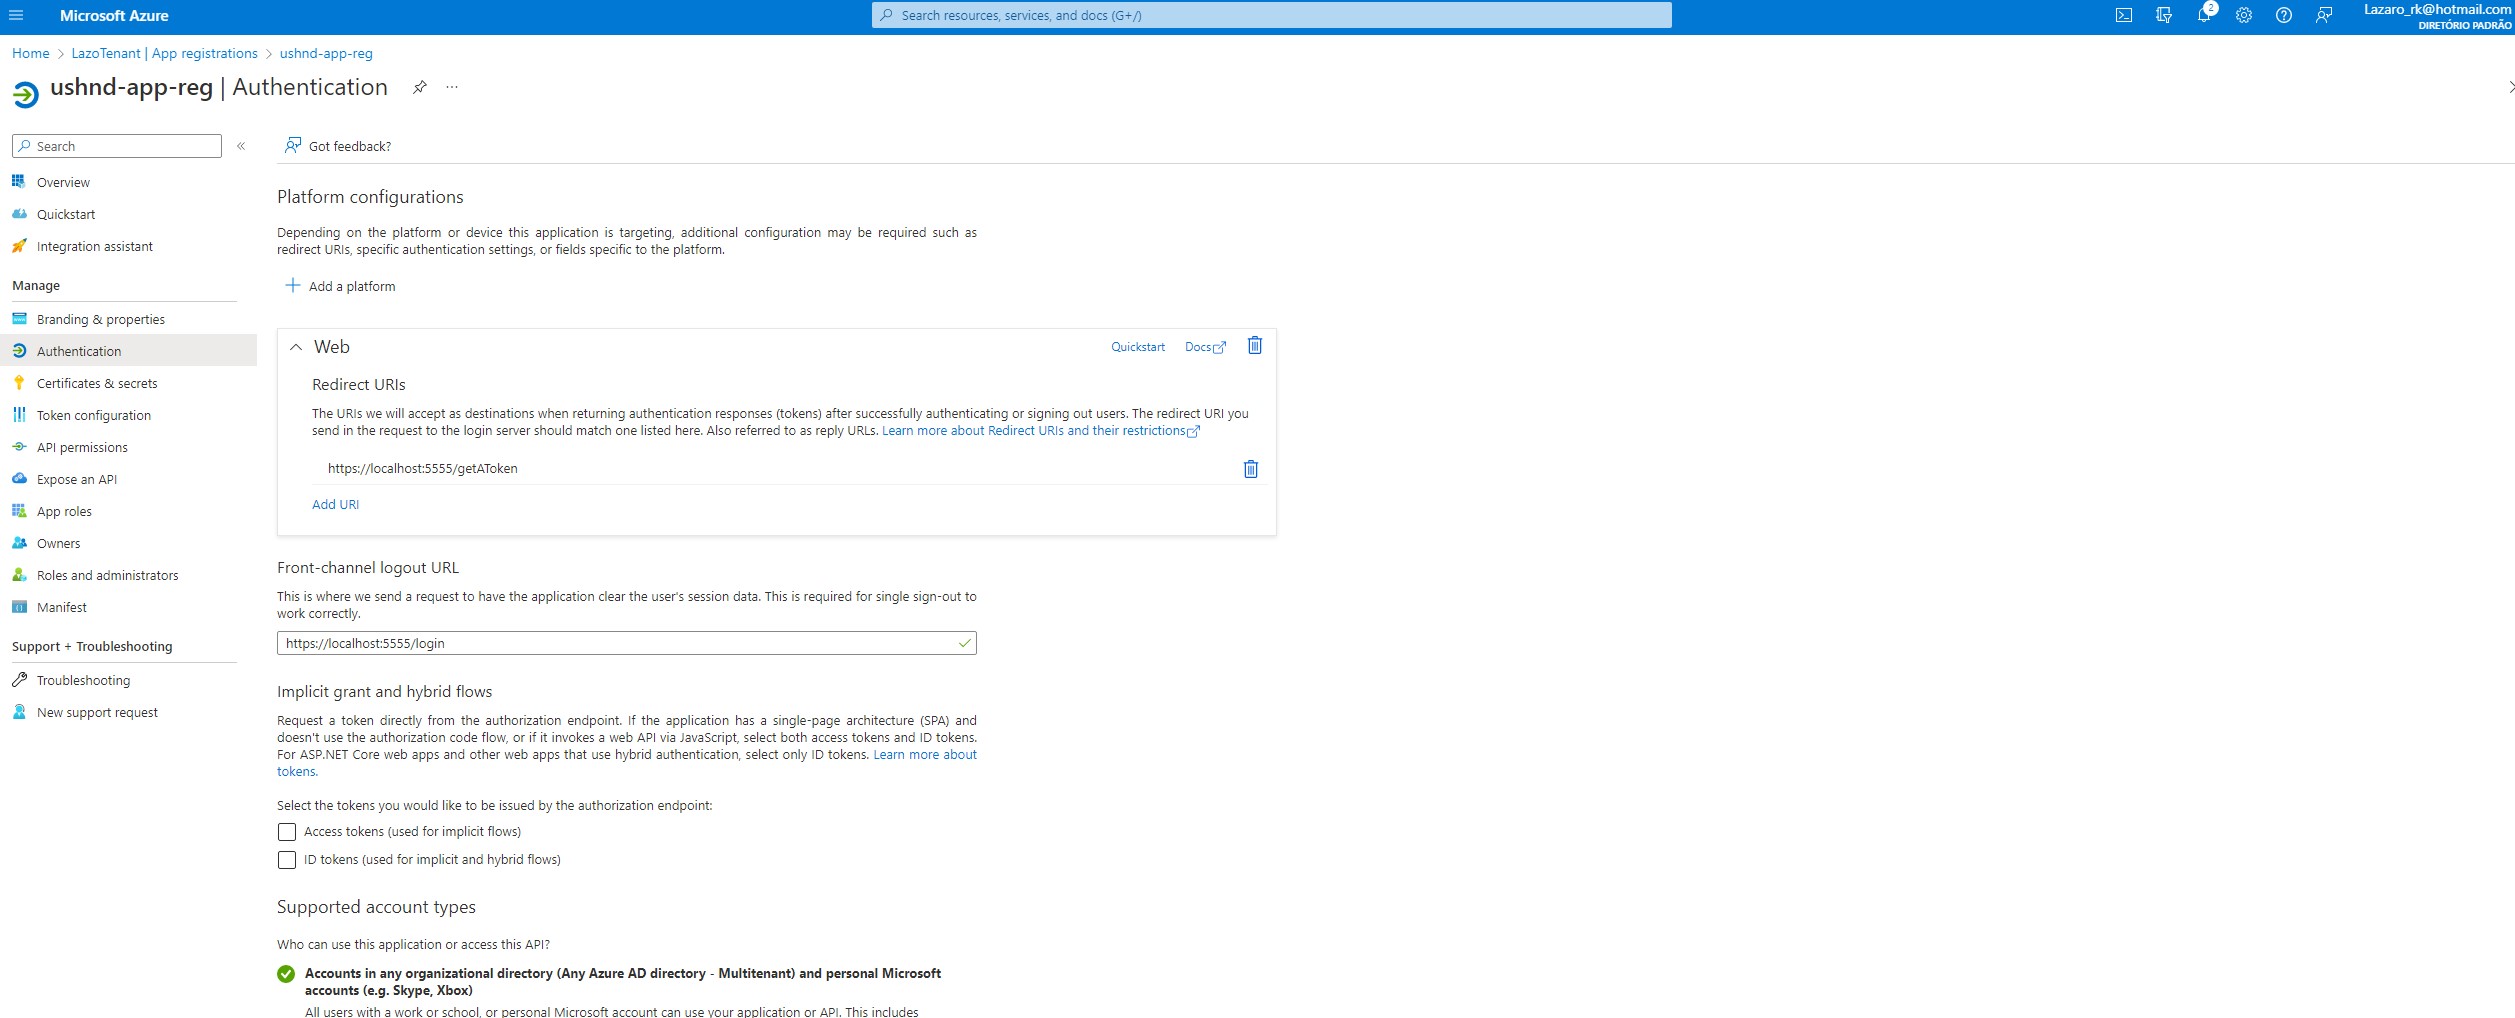 Microsoft Azure
Search resources, services, and docs (G+/)
2
Lazaro_rk@hotmail.com
DIRETÓRIO PADRÃO
Home > LazoTenant | App registrations > ushnd-app-reg
ushnd-app-reg | Authentication
Search
Overview
Quickstart
Integration assistant
Manage
Branding & properties
Authentication
Certificates & secrets
Token configuration
API permissions
Expose an API
App roles
Owners
Roles and administrators
Manifest
Support + Troubleshooting
Troubleshooting
New support request
Got feedback?
Platform configurations
Depending on the platform or device this application is targeting, additional configuration may be required such as
redirect URIs, specific authentication settings, or fields specific to the platform.
Add a platform
Web
Quickstart
Docs
Redirect URIs
The URIs we will accept as destinations when returning authentication responses (tokens) after successfully authenticating or signing out users. The redirect URI you
send in the request to the login server should match one listed here. Also referred to as reply URLs. Learn more about Redirect URIs and their restrictions
https://localhost:5555/getAToken
Add URI
Front-channel logout URL
This is where we send a request to have the application clear the user's session data. This is required for single sign-out to
work correctly.
https://localhost:5555/login
Implicit grant and hybrid flows
Request a token directly from the authorization endpoint. If the application has a single-page architecture (SPA) and
doesn't use the authorization code flow, or if it invokes a web API via JavaScript, select both access tokens and ID tokens.
For ASP.NET Core web apps and other web apps that use hybrid authentication, select only ID tokens. Learn more about
tokens.
Select the tokens you would like to be issued by the authorization endpoint:
Access tokens (used for implicit flows)
ID tokens (used for implicit and hybrid flows)
Supported account types
Who can use this application or access this API?
Accounts in any organizational directory (Any Azure AD directory - Multitenant) and personal Microsoft
accounts (e.g. Skype, Xbox)
All users with a work or school, or personal Microsoft account can use your application or API. This includes